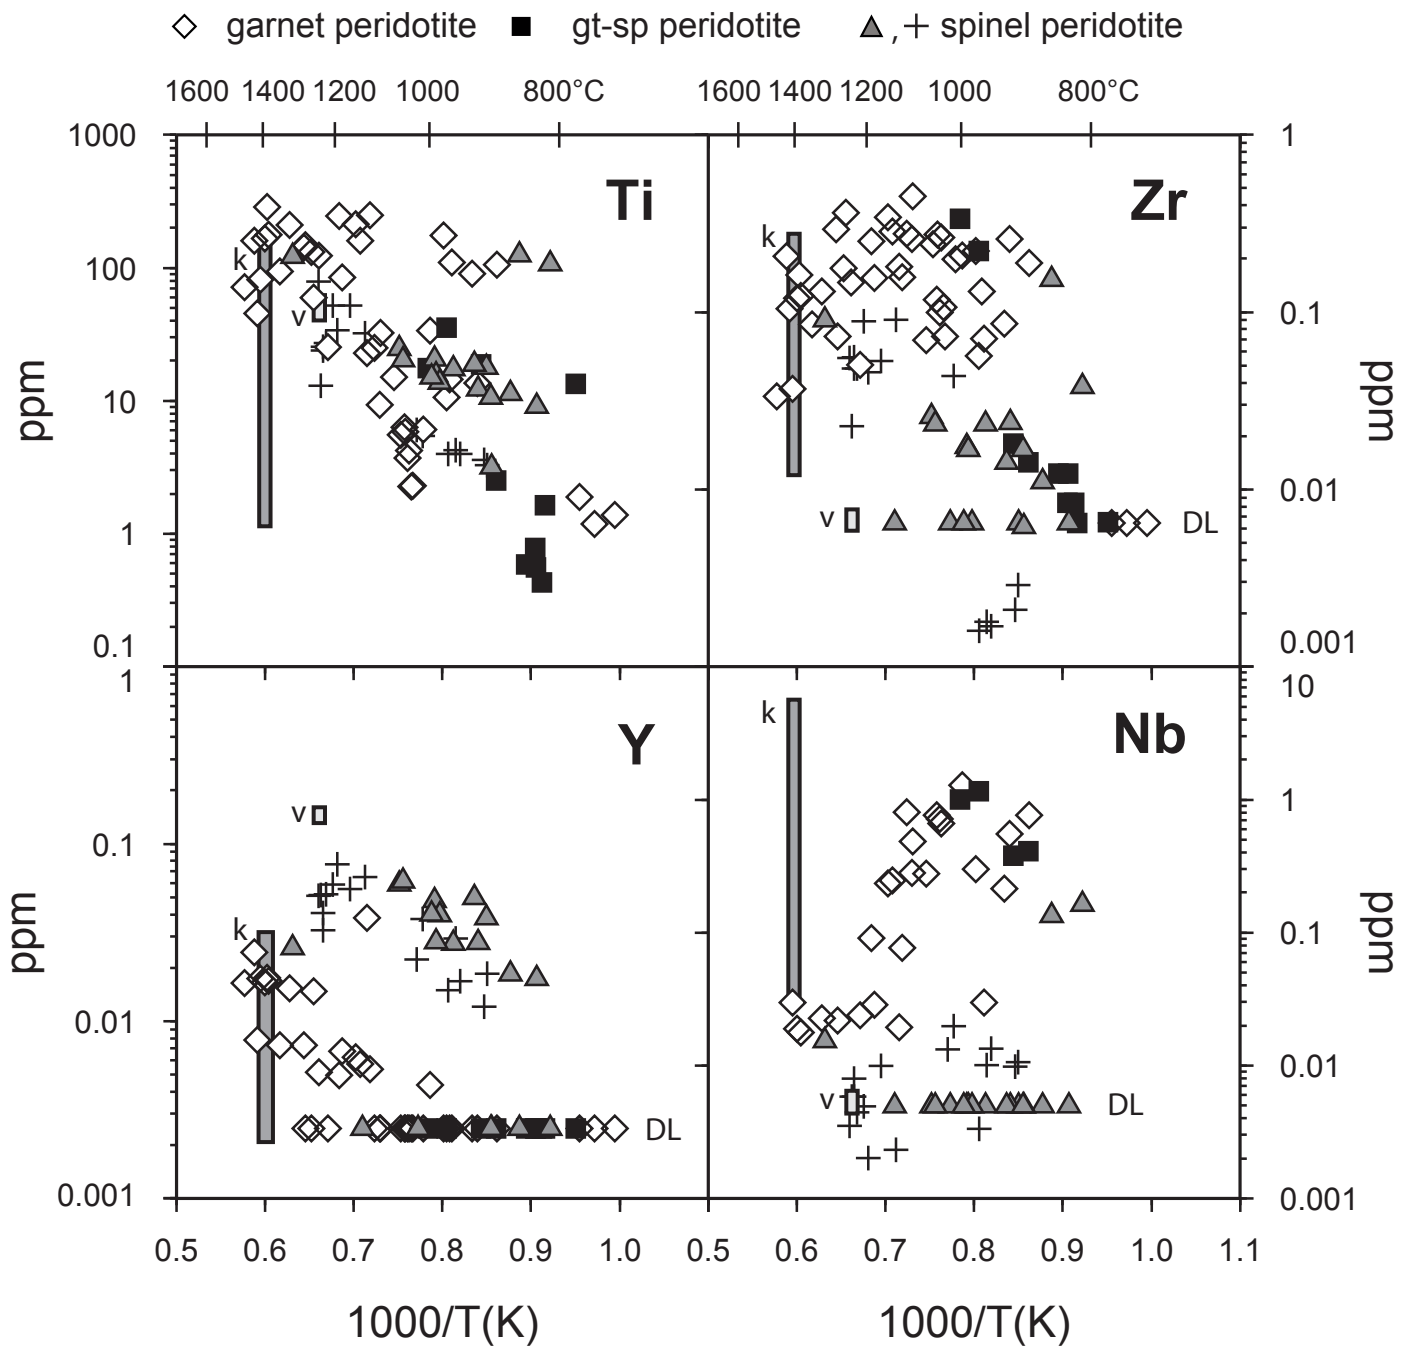 garnet peridotite gt-sp peridotite , spinel peridotite
1600 1400 1200 1000 800°C 1600 1400 1200 1000 800°C
1000 1
Ti Zr
k k
100 0.1
v
ppm ppm
10
0.01
v DL
1
0.1 0.001
1 10
k
Y Nb
v
1
0.1
ppm ppm
k 0.1
0.01 0.01
v DL
DL
0.001 0.001
0.5 0.6 0.7 0.8 0.9 1.0 0.5 0.6 0.7 0.8 0.9 1.0 1.1
1000/T(K) 1000/T(K)